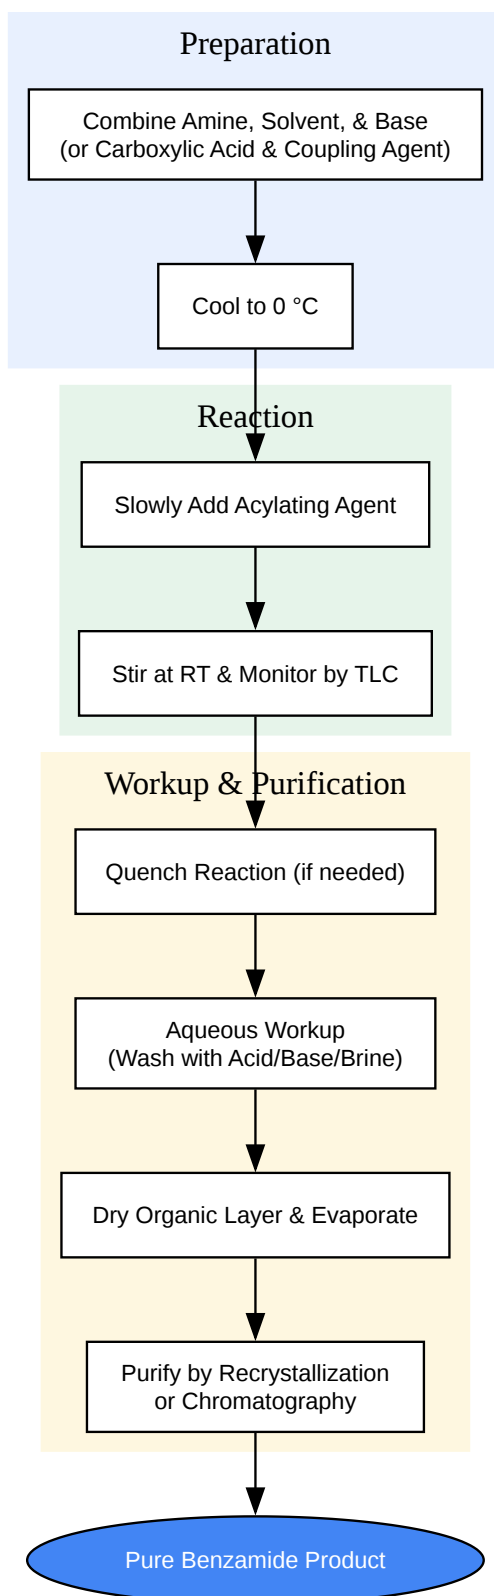 Preparation
Combine Amine, Solvent, & Base
(or Carboxylic Acid & Coupling Agent)
Cool to 0 °C
Reaction
Slowly Add Acylating Agent
Stir at RT & Monitor by TLC
Workup & Purification
Quench Reaction (if needed)
Aqueous Workup
(Wash with Acid/Base/Brine)
Dry Organic Layer & Evaporate
Purify by Recrystallization
or Chromatography
Pure Benzamide Product